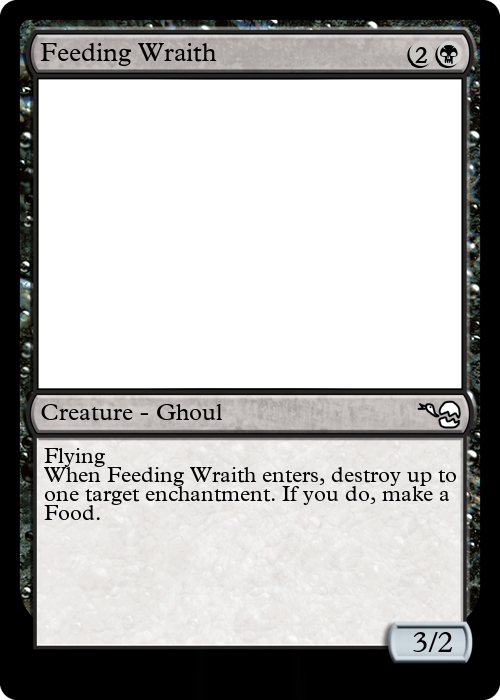 Feeding Wraith 2
Creature - Ghoul
Flying
When Feeding Wraith enters, destroy up to
one target enchantment. If you do, make a
Food.
3/2